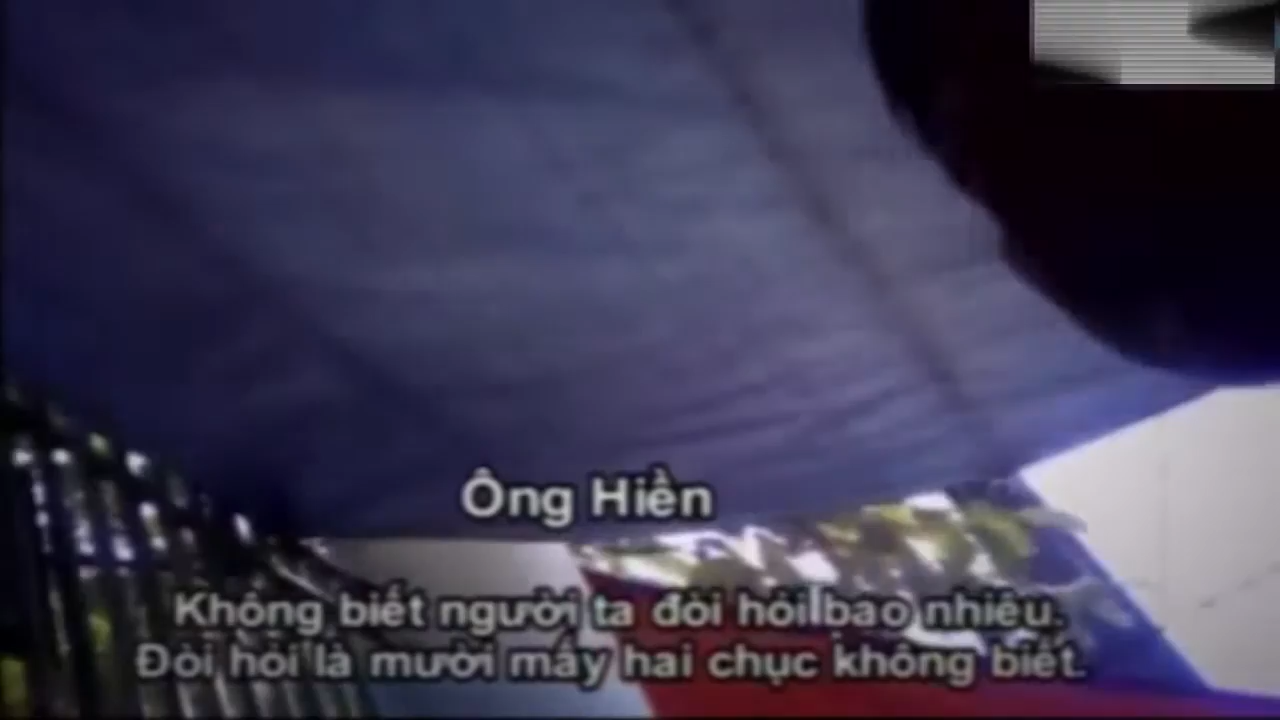 Ông Hiền
Không biết người ta đòi hỏi bao nhiêu.
Đòi hỏi là mười mấy hai chục không biết.